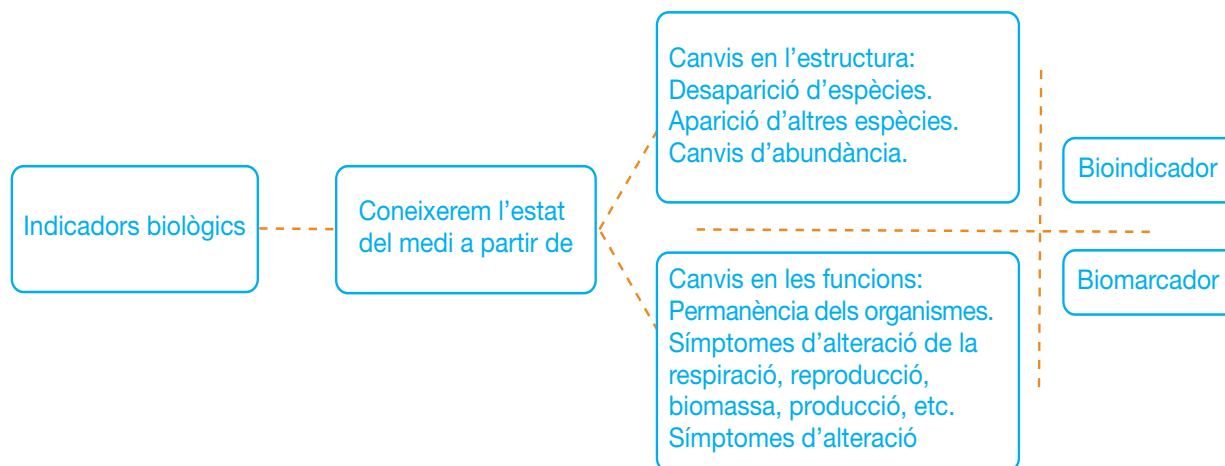 Indicadors biològics
Coneixerem l’estat
del medi a partir de
Canvis en l’estructura:
Desaparició d’espècies.
Aparició d’altres espècies.
Canvis d’abundància.
Bioindicador
Canvis en les funcions:
Permanència dels organismes.
Símptomes d’alteració de la
respiració, reproducció,
biomassa, producció, etc.
Símptomes d’alteració
Biomarcador